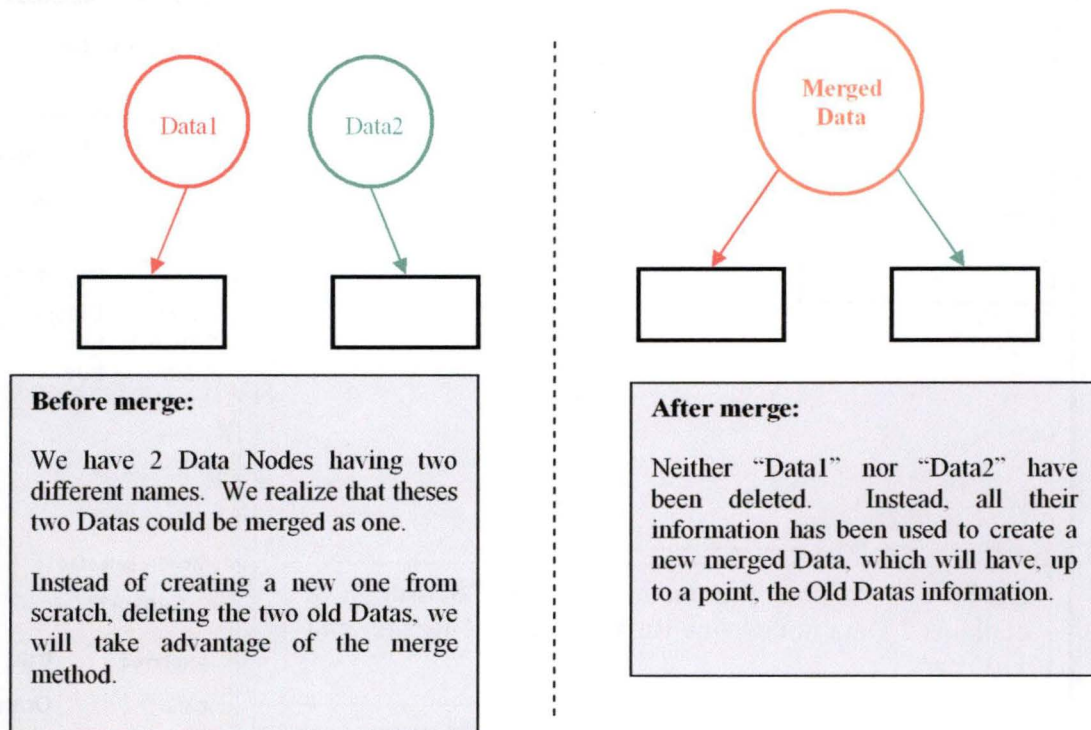 Data1
Data2
Merged
Data
Before merge:
We have 2 Data Nodes having two
different names. We realize that theses
two Datas could be merged as one.
Instead of creating a new one from
scratch, deleting the two old Datas, we
will take advantage of the merge
method.
After merge:
Neither “Data1” nor “Data2” have
been deleted. Instead, all their
information has been used to create a
new merged Data, which will have, up
to a point, the Old Datas information.